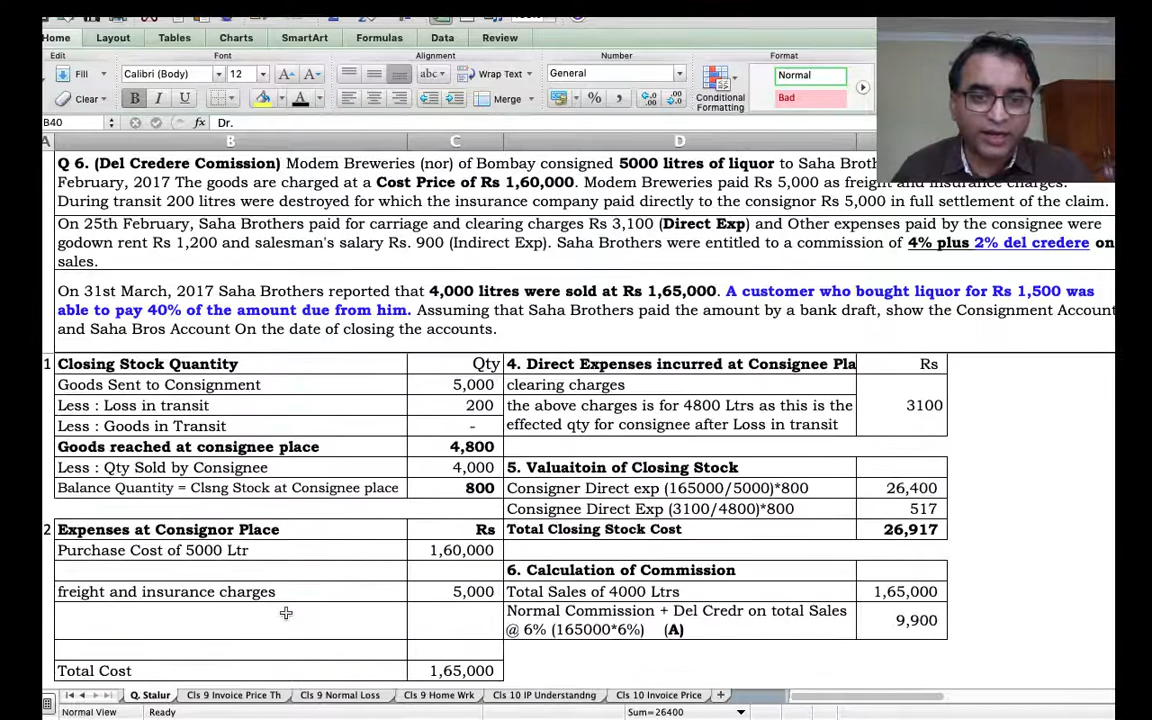 Home Layout Tables Charts SmartArt Formulas Data Review
Edit Font Alignment Number Format
Fill Calibri (Body) 12 A A abc Wrap Text General Normal
Clear B I U A Merge % Conditional Formatting Bad
B40 fx Dr.
A B C D
Q 6. (Del Credere Comission) Modem Breweries (nor) of Bombay consigned 5000 litres of liquor to Saha Broth
February, 2017 The goods are charged at a Cost Price of Rs 1,60,000. Modem Breweries paid Rs 5,000 as freight and insurance charges.
During transit 200 litres were destroyed for which the insurance company paid directly to the consignor Rs 5,000 in full settlement of the claim.
On 25th February, Saha Brothers paid for carriage and clearing charges Rs 3,100 (Direct Exp) and Other expenses paid by the consignee were
godown rent Rs 1,200 and salesman's salary Rs. 900 (Indirect Exp). Saha Brothers were entitled to a commission of 4% plus 2% del credere on
sales.
On 31st March, 2017 Saha Brothers reported that 4,000 litres were sold at Rs 1,65,000. A customer who bought liquor for Rs 1,500 was
able to pay 40% of the amount due from him. Assuming that Saha Brothers paid the amount by a bank draft, show the Consignment Account
and Saha Bros Account On the date of closing the accounts.
1 Closing Stock Quantity Qty 4. Direct Expenses incurred at Consignee Pla Rs
Goods Sent to Consignment 5,000 clearing charges
Less : Loss in transit 200 the above charges is for 4800 Ltrs as this is the 3100
Less : Goods in Transit - effected qty for consignee after Loss in transit
Goods reached at consignee place 4,800
Less : Qty Sold by Consignee 4,000 5. Valuaitoin of Closing Stock
Balance Quantity = Clsng Stock at Consignee place 800 Consigner Direct exp (165000/5000)*800 26,400
Consignee Direct Exp (3100/4800)*800 517
2 Expenses at Consignor Place Rs Total Closing Stock Cost 26,917
Purchase Cost of 5000 Ltr 1,60,000
6. Calculation of Commission
freight and insurance charges 5,000 Total Sales of 4000 Ltrs 1,65,000
Normal Commission + Del Credr on total Sales
@ 6% (165000*6%) (A) 9,900
Total Cost 1,65,000
Q. Stalur Cls 9 Invoice Price Th Cls 9 Normal Loss Cls 9 Home Wrk Cls 10 IP Understandng Cls 10 Invoice Price +
Normal View Ready Sum=26400